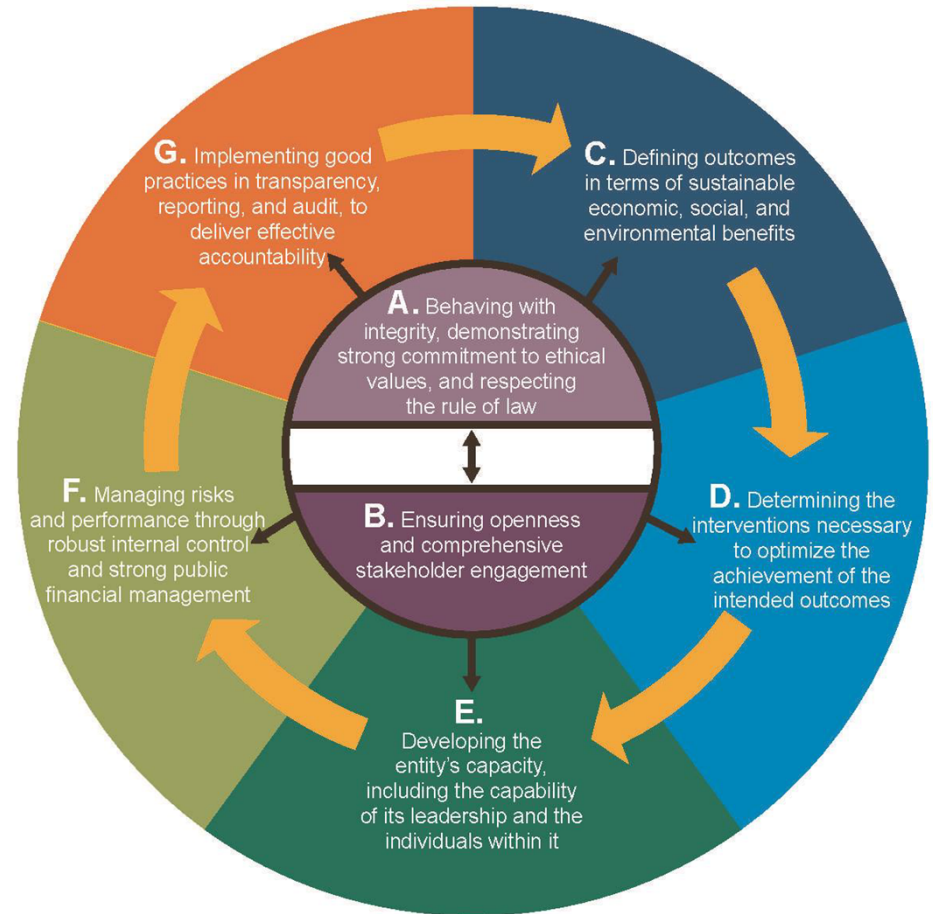 A. Behaving with
integrity, demonstrating
strong commitment to ethical
values, and respecting
the rule of law
B. Ensuring openness
and comprehensive
stakeholder engagement
C. Defining outcomes
in terms of sustainable
economic, social, and
environmental benefits
D. Determining the
interventions necessary
to optimize the
achievement of the
intended outcomes
E.
Developing the
entity’s capacity,
including the capability
of its leadership and the
individuals within it
F. Managing risks
and performance through
robust internal control
and strong public
financial management
G. Implementing good
practices in transparency,
reporting, and audit, to
deliver effective
accountability